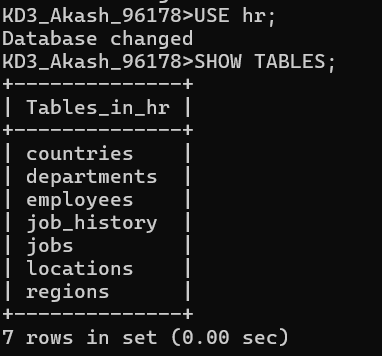 KD3_Akash_96178>USE hr;
Database changed
KD3_Akash_96178>SHOW TABLES;
+--------------+
| Tables_in_hr |
+--------------+
| countries    |
| departments  |
| employees    |
| job_history  |
| jobs         |
| locations    |
| regions      |
+--------------+
7 rows in set (0.00 sec)